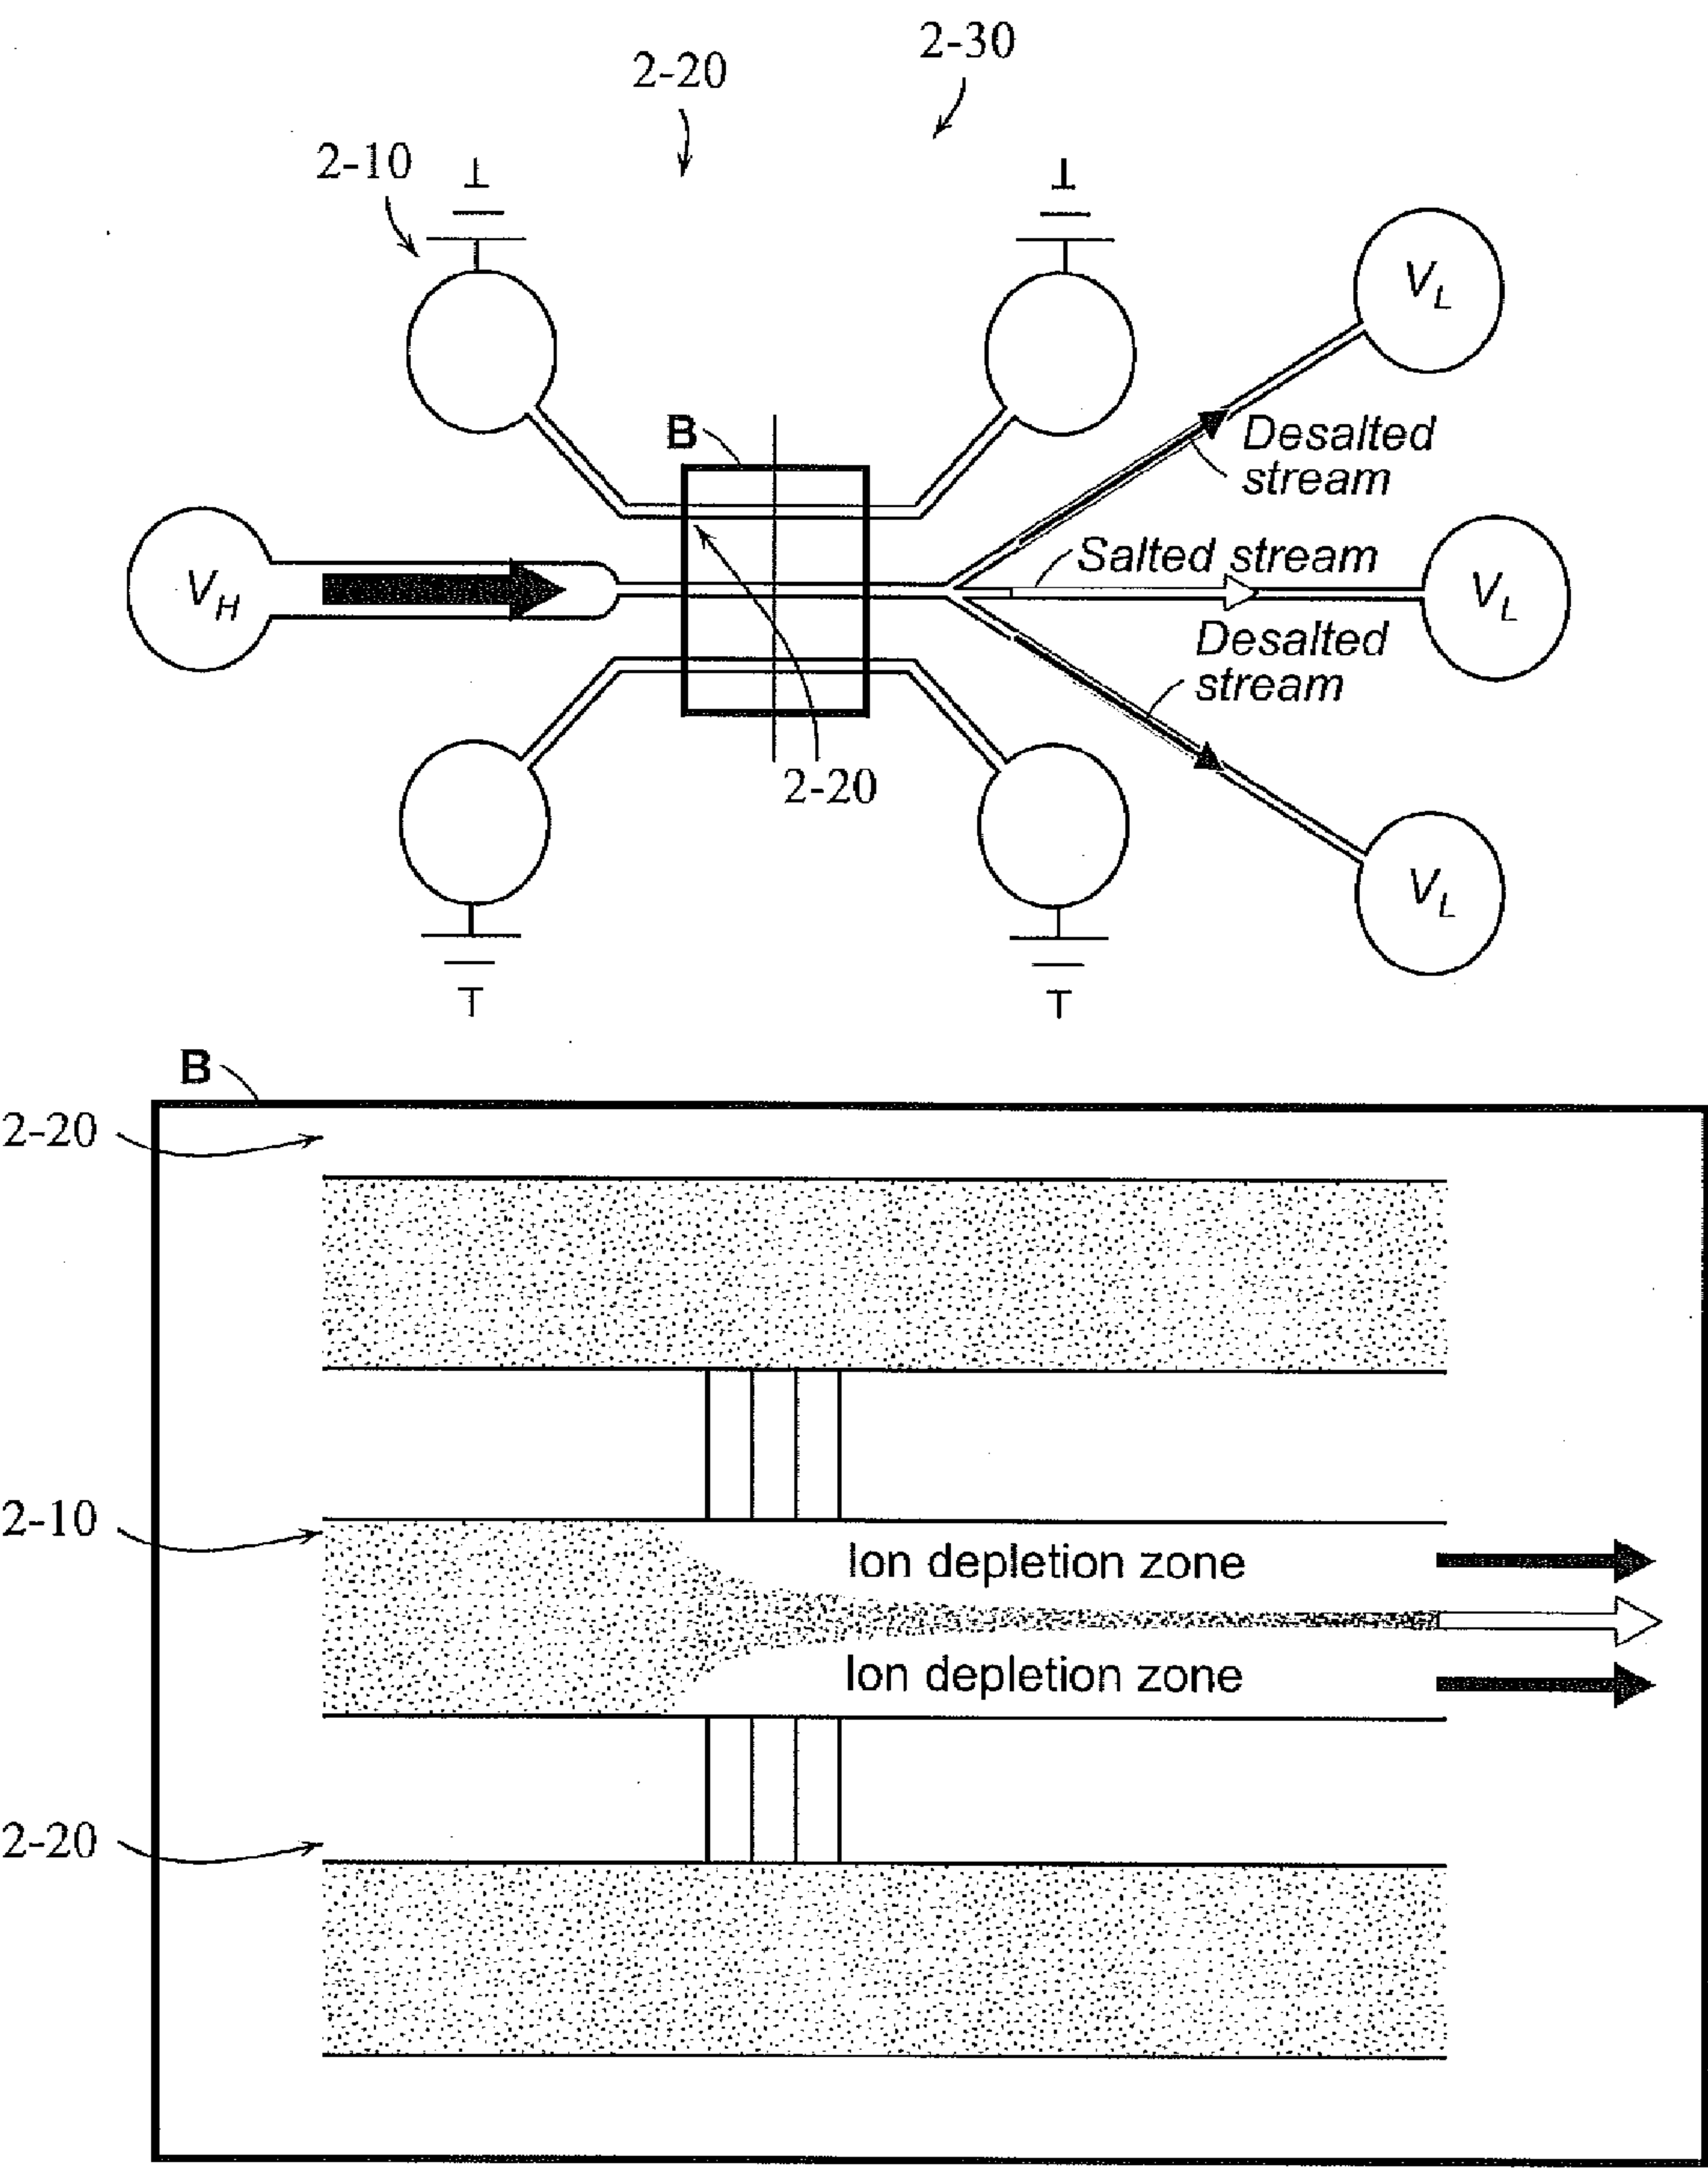 2-30
2-20
2-10
V_L
B
Desalted
stream
Salted stream
V_H
V_L
Desalted
stream
2-20
V_L
B
2-20
2-10
Ion depletion zone
Ion depletion zone
2-20